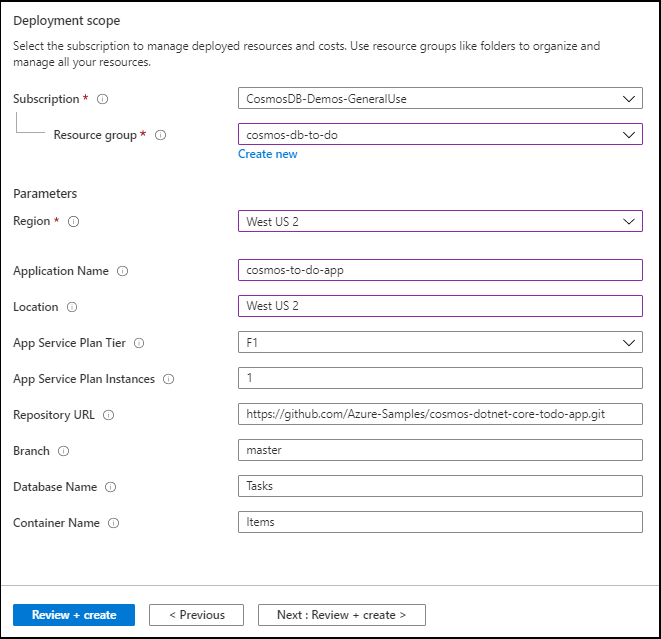 Deployment scope
Select the subscription to manage deployed resources and costs. Use resource groups like folders to organize and
manage all your resources.
Subscription * CosmosDB-Demos-GeneralUse
Resource group * cosmos-db-to-do
Create new
Parameters
Region * West US 2
Application Name cosmos-to-do-app
Location West US 2
App Service Plan Tier F1
App Service Plan Instances 1
Repository URL https://github.com/Azure-Samples/cosmos-dotnet-core-todo-app.git
Branch master
Database Name Tasks
Container Name Items
Review + create < Previous Next : Review + create >